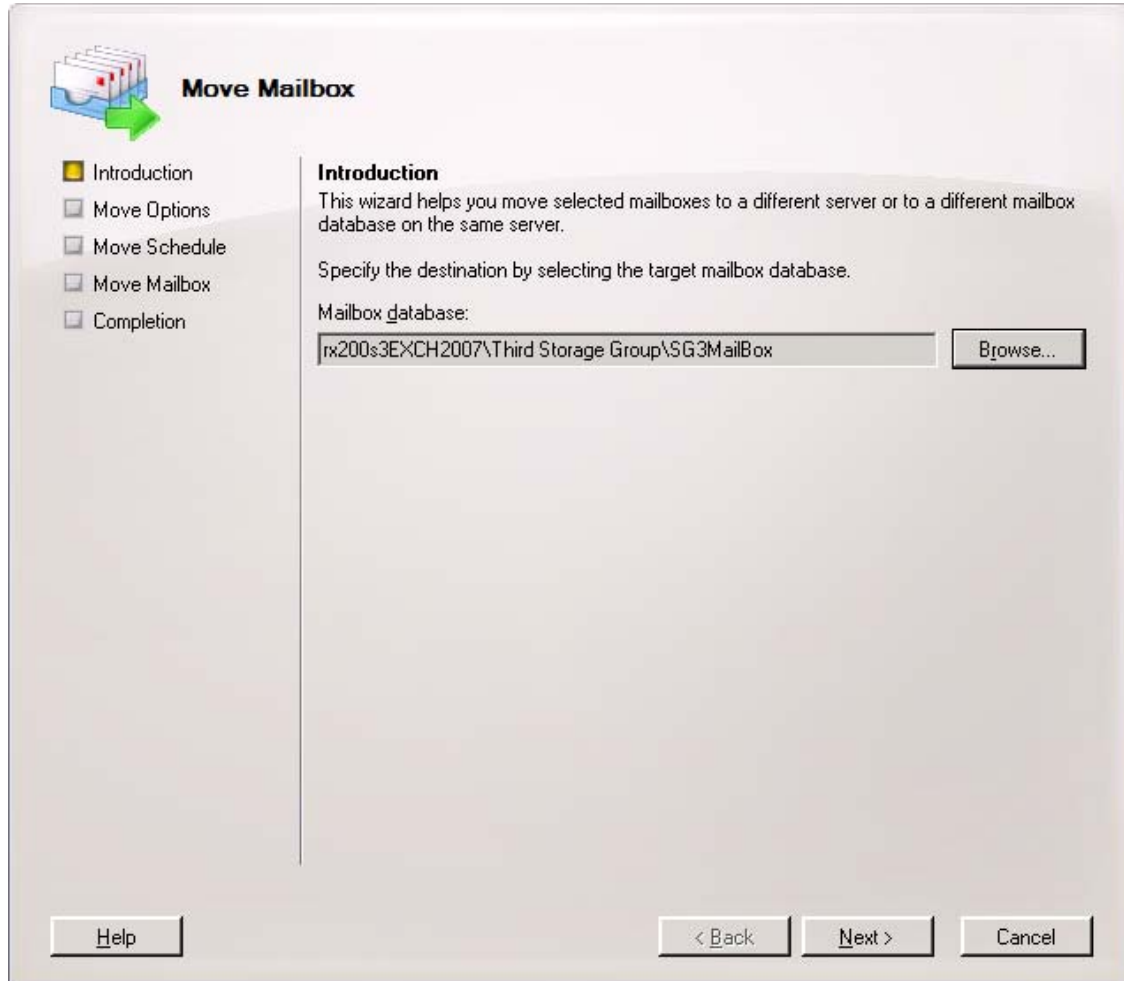 Move Mailbox
Introduction
Move Options
Move Schedule
Move Mailbox
Completion
Introduction
This wizard helps you move selected mailboxes to a different server or to a different mailbox
database on the same server.
Specify the destination by selecting the target mailbox database.
Mailbox database:
rx200s3EXCH2007\Third Storage Group\SG3MailBox
Browse...
Help
< Back
Next >
Cancel